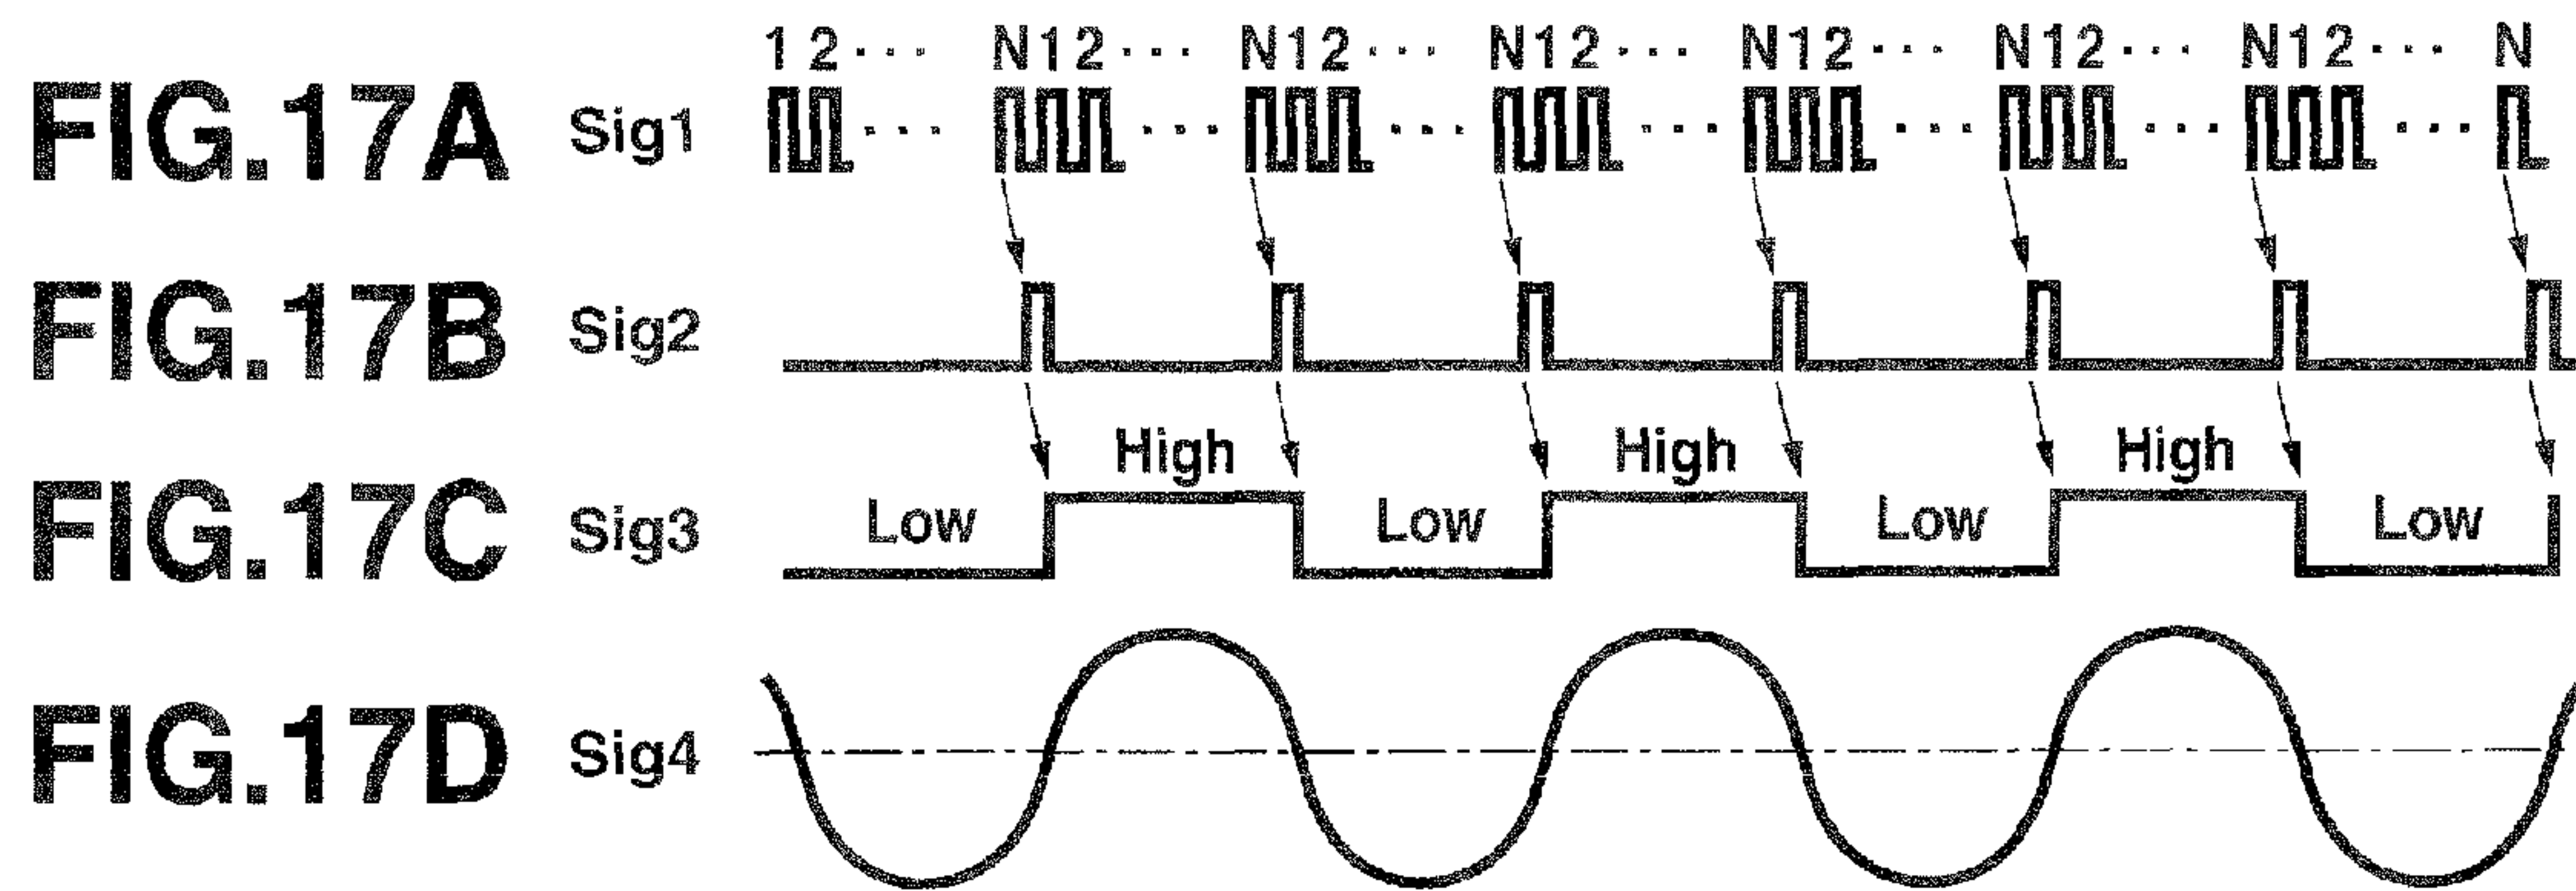 1 2 ··· N 1 2 ··· N 1 2 ··· N 1 2 ··· N 1 2 ··· N 1 2 ··· N 1 2 ··· N
FIG.17A Sig1
FIG.17B Sig2
High High High
FIG.17C Sig3 Low Low Low Low
FIG.17D Sig4